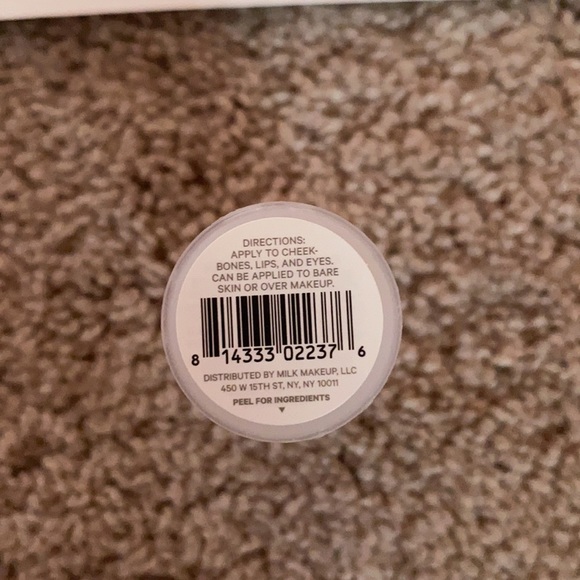 DIRECTIONS:
APPLY TO CHEEK-
BONES, LIPS, AND EYES.
CAN BE APPLIED TO BARE
SKIN OR OVER MAKEUP.
8 14333 02237 6
DISTRIBUTED BY MILK MAKEUP, LLC
450 W 15TH ST, NY, NY 10011
PEEL FOR INGREDIENTS